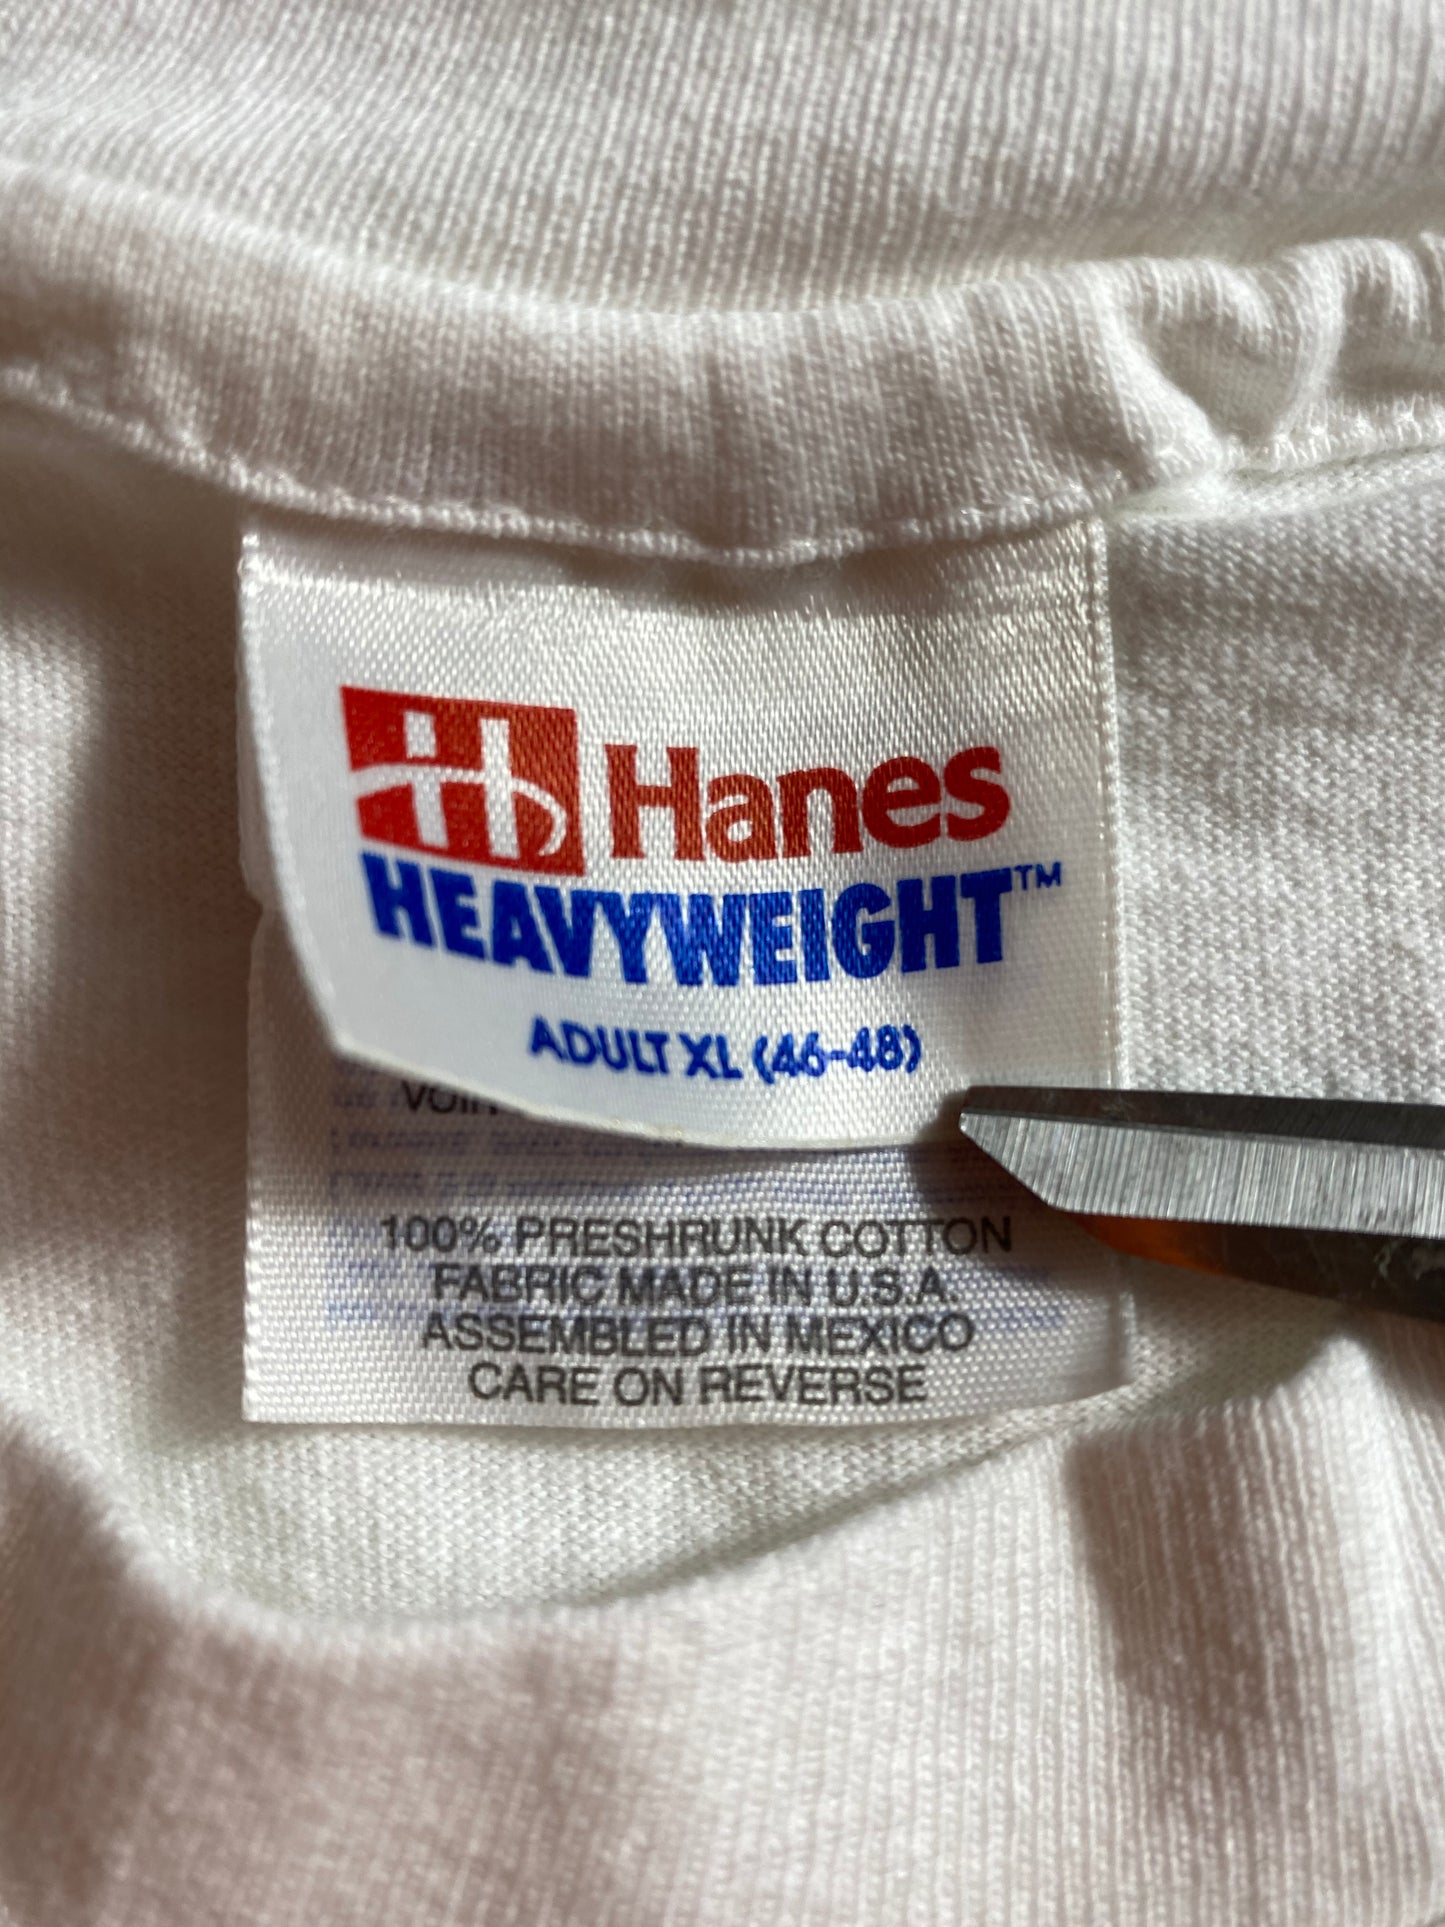 Hanes
HEAVYWEIGHT™
ADULT XL (46-48)
100% PRESHRUNK COTTON
FABRIC MADE IN U.S.A.
ASSEMBLED IN MEXICO
CARE ON REVERSE